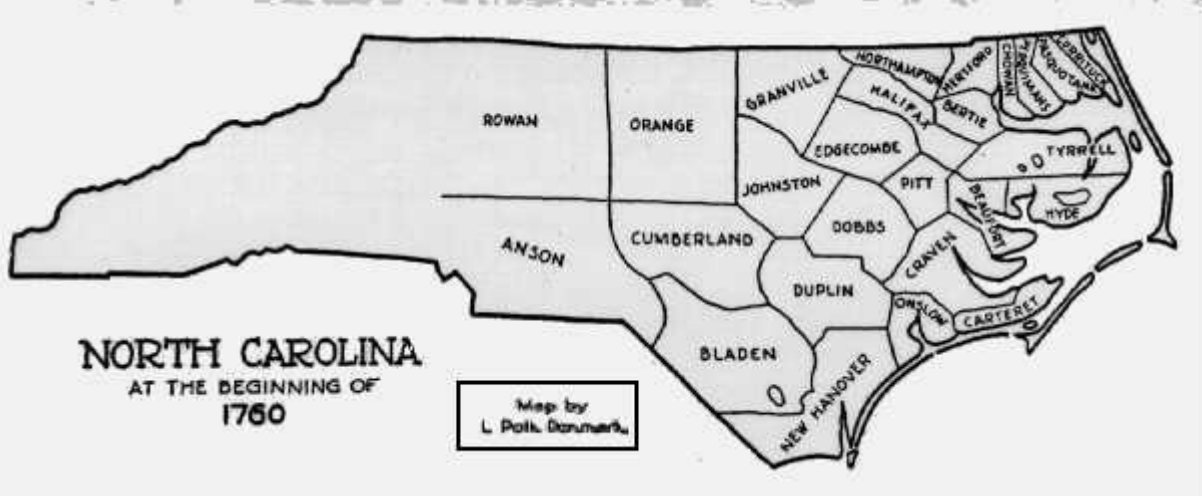 NORTHAMPTON
HERTFORD
CHOWAN
PERQUIMANS
PASQUOTANK
CURRITUCK
GRANVILLE
HALIFAX
BERTIE
ROWAN
ORANGE
EDGECOMBE
TYRRELL
JOHNSTON
PITT
BEAUFORT
HYDE
DOBBS
ANSON
CUMBERLAND
CRAVEN
DUPLIN
ONSLOW
CARTERET
BLADEN
NEW HANOVER
NORTH CAROLINA
AT THE BEGINNING OF
1760
Map by
L Polk